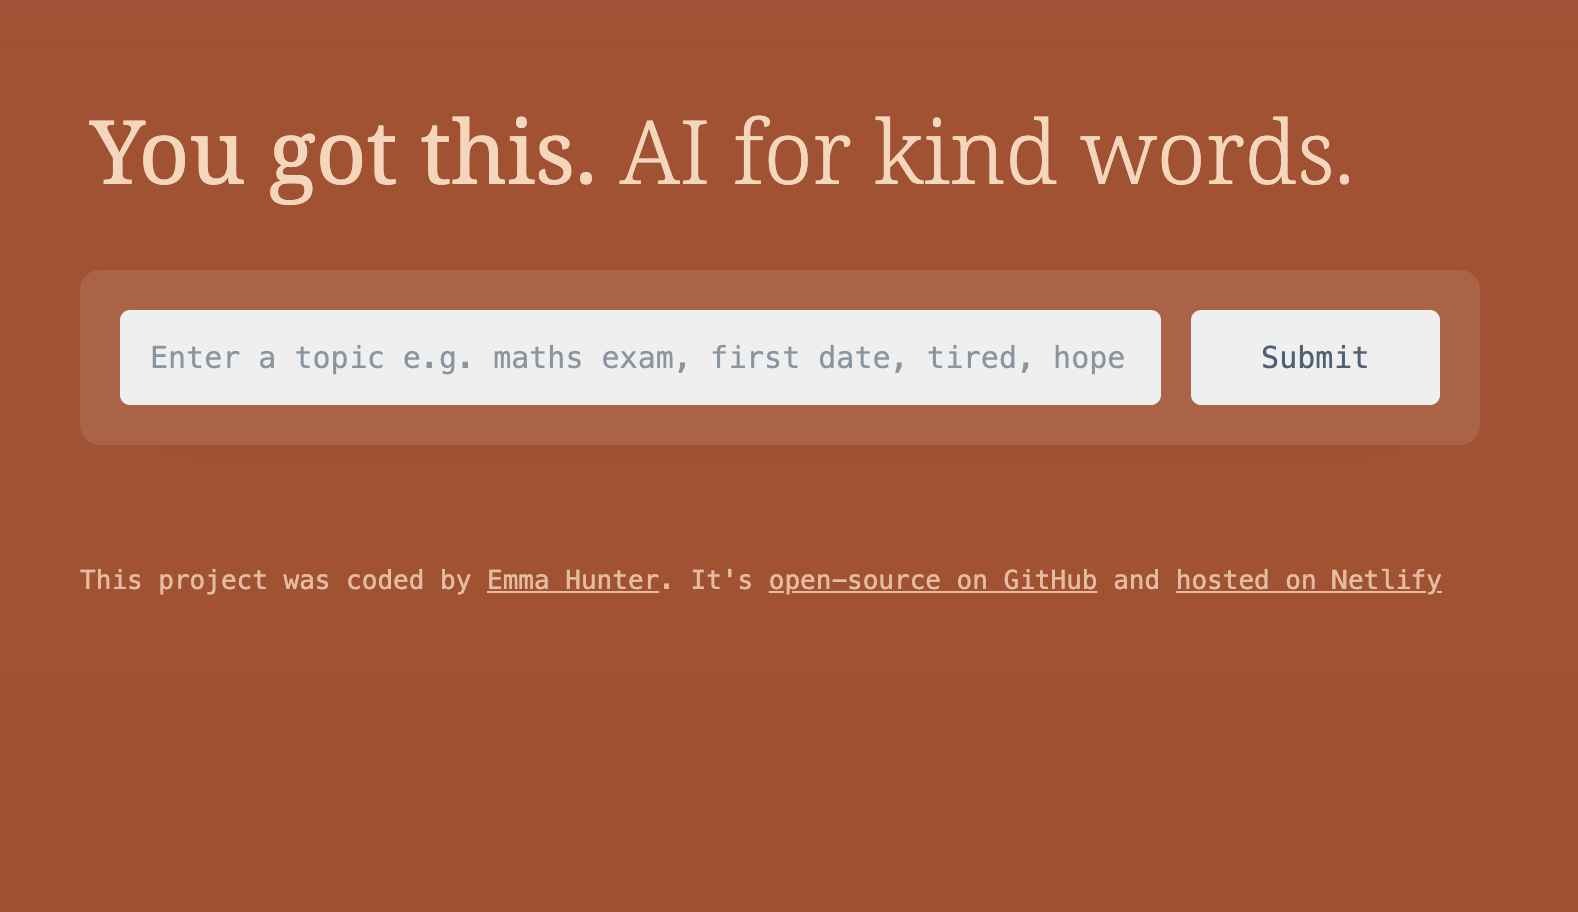 You got this. AI for kind words.
Enter a topic e.g. maths exam, first date, tired, hope
Submit
This project was coded by Emma Hunter. It's open-source on GitHub and hosted on Netlify